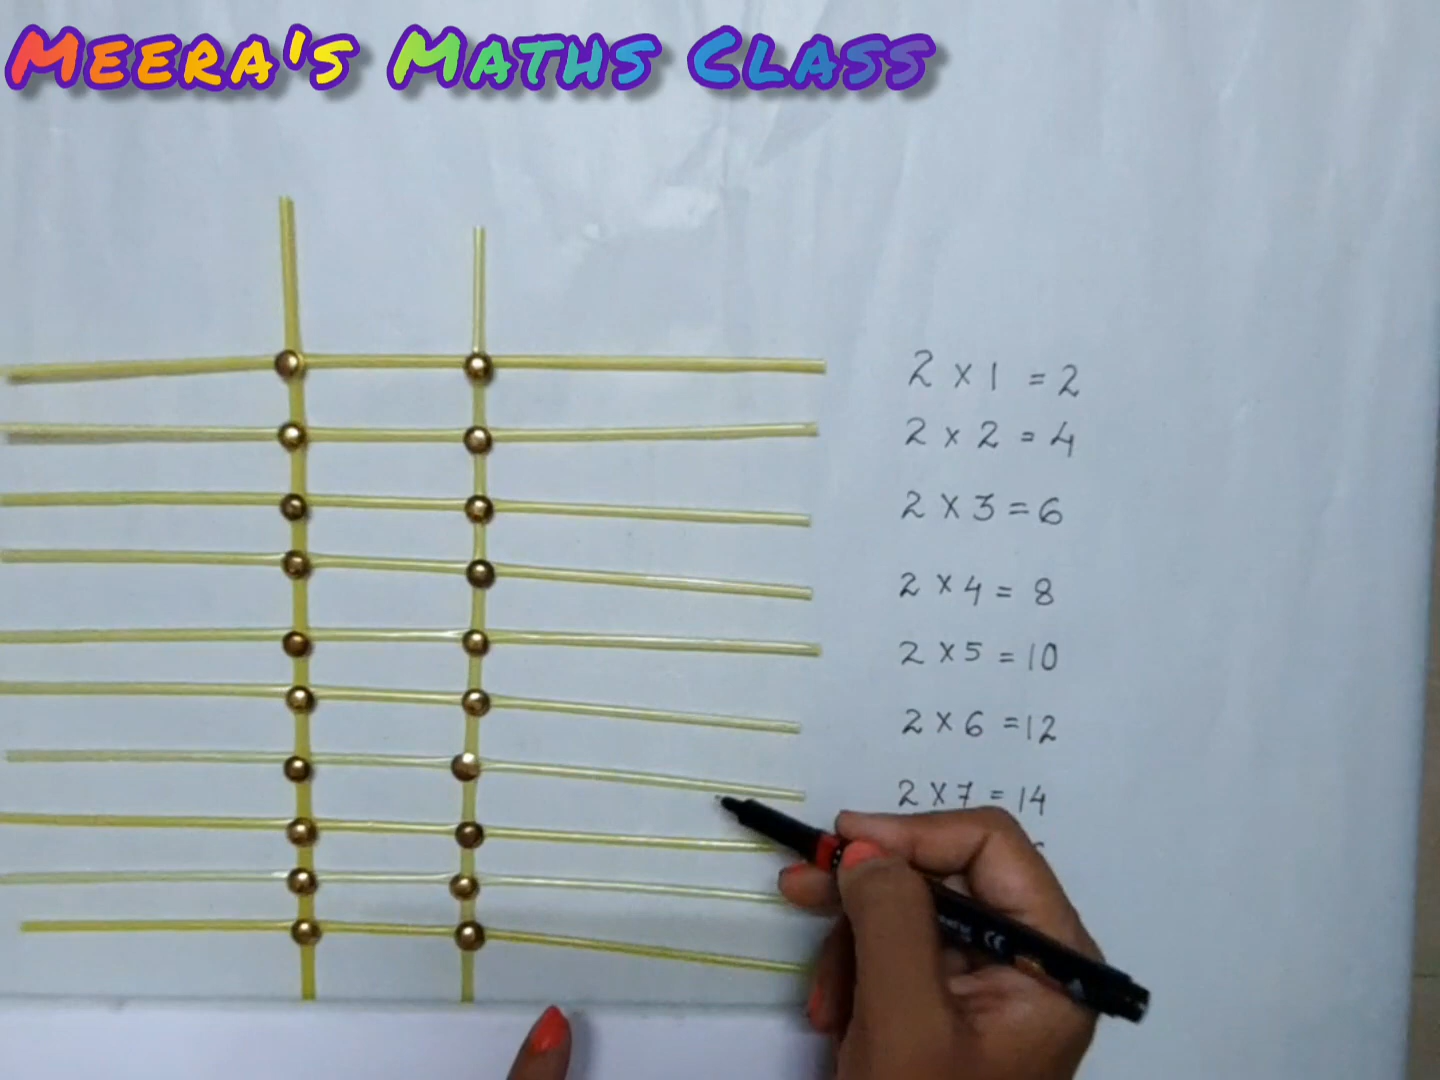 Meera's Maths Class
2 × 1 = 2
2 × 2 = 4
2 × 3 = 6
2 × 4 = 8
2 × 5 = 10
2 × 6 = 12
2 × 7 = 14
CE